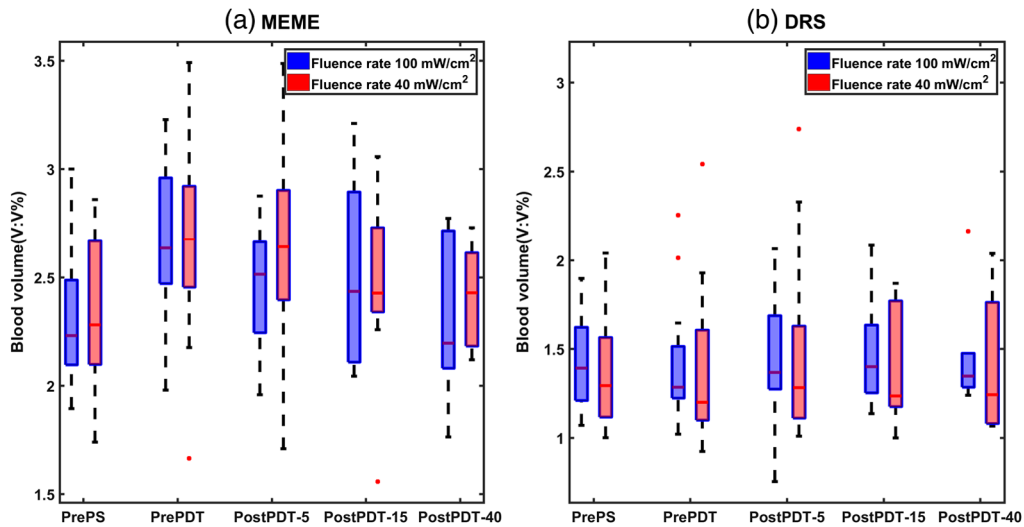 (a) MEME
Fluence rate 100 mW/cm²
Fluence rate 40 mW/cm²
Blood volume(V:V%)
3.5
3
2.5
2
1.5
PrePS PrePDT PostPDT-5 PostPDT-15 PostPDT-40
(b) DRS
Fluence rate 100 mW/cm²
Fluence rate 40 mW/cm²
Blood volume(V:V%)
3
2.5
2
1.5
1
PrePS PrePDT PostPDT-5 PostPDT-15 PostPDT-40